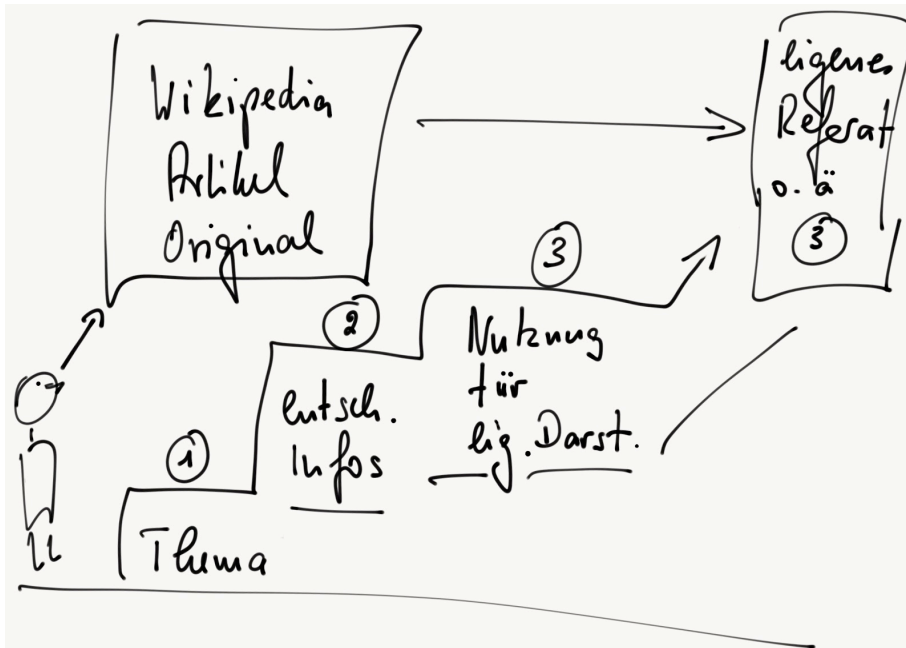 Wikipedia
Artikel
Original
eigenes
Referat
o. ä
3
3
2
Nutzung
für
eig. Darst.
entsch.
Infos
1
Thema